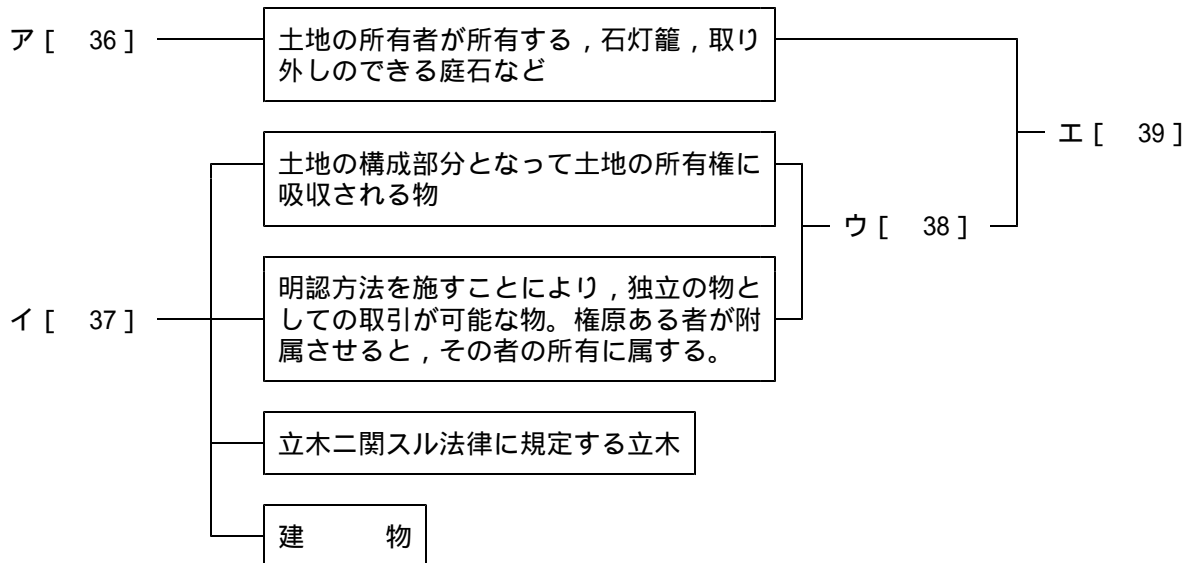 ア [ 36 ]
土地の所有者が所有する，石灯籠，取り
外しのできる庭石など
エ [ 39 ]
土地の構成部分となって土地の所有権に
吸収される物
ウ [ 38 ]
イ [ 37 ]
明認方法を施すことにより，独立の物と
しての取引が可能な物。権原ある者が附
属させると，その者の所有に属する。
立木ニ関スル法律に規定する立木
建　　物